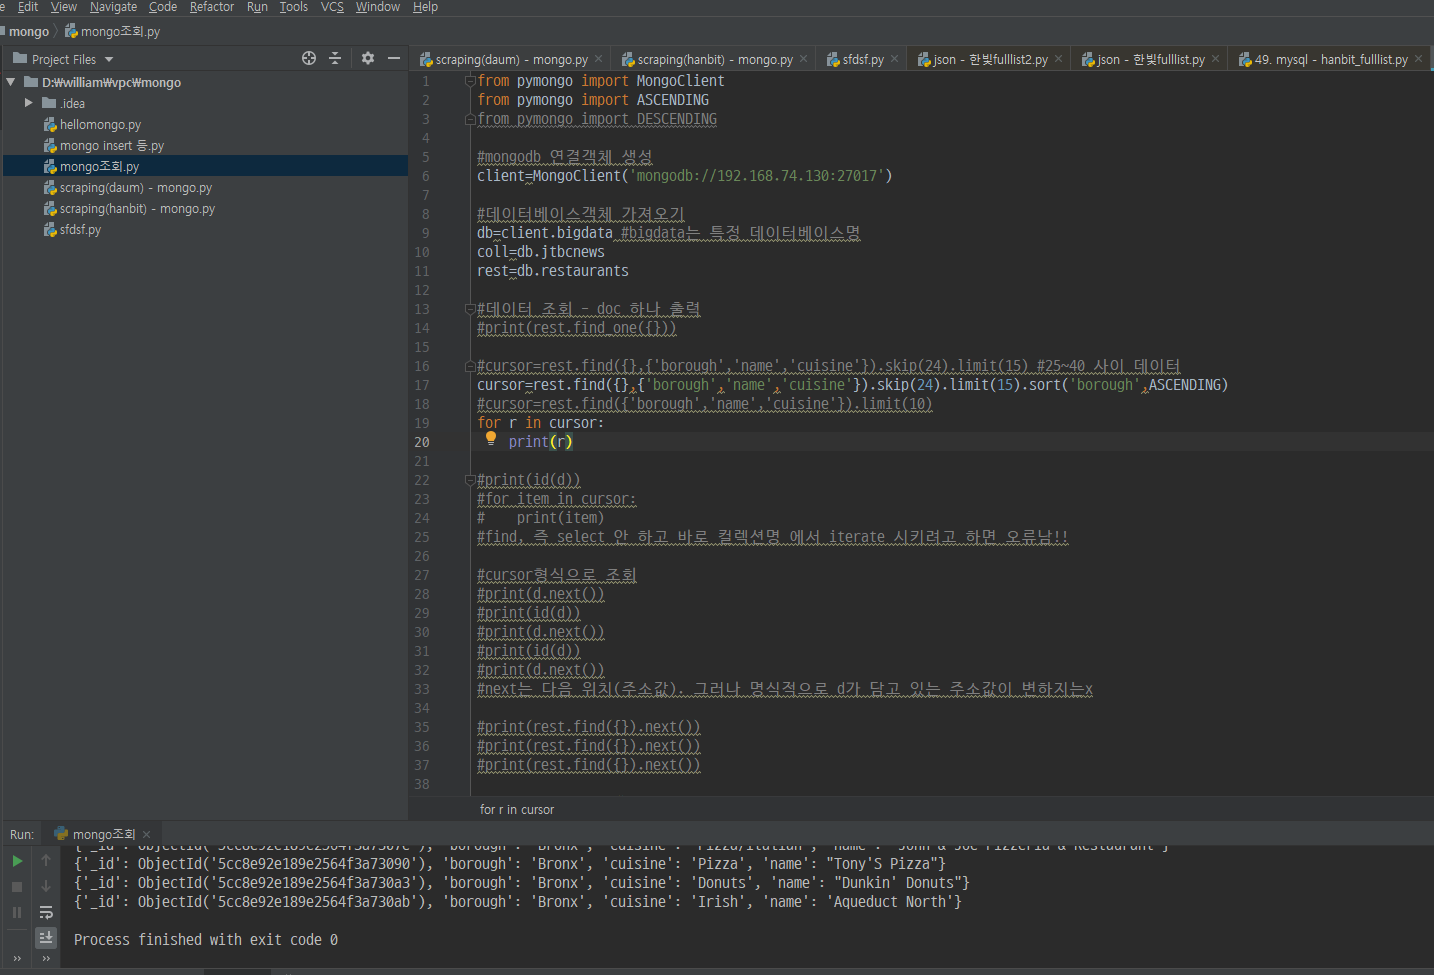 Edit View Navigate Code Refactor Run Tools VCS Window Help
mongo mongo조회.py
Project Files
scraping(daum) - mongo.py scraping(hanbit) - mongo.py sfdsf.py json - 한빛fulllist2.py json - 한빛fulllist.py 49. mysql - hanbit_fulllist.py
D:₩william₩vpc₩mongo
.idea
hellomongo.py
mongo insert 등.py
mongo조회.py
scraping(daum) - mongo.py
scraping(hanbit) - mongo.py
sfdsf.py
1 from pymongo import MongoClient
2 from pymongo import ASCENDING
3 from pymongo import DESCENDING
4
5 #mongodb 연결객체 생성
6 client=MongoClient('mongodb://192.168.74.130:27017')
7
8 #데이터베이스객체 가져오기
9 db=client.bigdata #bigdata는 특정 데이터베이스명
10 coll=db.jtbcnews
11 rest=db.restaurants
12
13 #데이터 조회 - doc 하나 출력
14 #print(rest.find_one({}))
15
16 #cursor=rest.find({},{'borough','name','cuisine'}).skip(24).limit(15) #25~40 사이 데이터
17 cursor=rest.find({},{'borough','name','cuisine'}).skip(24).limit(15).sort('borough',ASCENDING)
18 #cursor=rest.find({'borough','name','cuisine'}).limit(10)
19 for r in cursor:
20 print(r)
21
22 #print(id(d))
23 #for item in cursor:
24 #    print(item)
25 #find, 즉 select 안 하고 바로 컬렉션명 에서 iterate 시키려고 하면 오류남!!
26
27 #cursor형식으로 조회
28 #print(d.next())
29 #print(id(d))
30 #print(d.next())
31 #print(id(d))
32 #print(d.next())
33 #next는 다음 위치(주소값). 그러나 명식적으로 d가 담고 있는 주소값이 변하지는x
34
35 #print(rest.find({}).next())
36 #print(rest.find({}).next())
37 #print(rest.find({}).next())
38
for r in cursor
Run: mongo조회
{'_id': ObjectId('5cc8e92e189e2564f3a7307e'), 'borough': 'Bronx', 'cuisine': 'Pizza/Italian', 'name': 'John & Joe Pizzeria & Restaurant'}
{'_id': ObjectId('5cc8e92e189e2564f3a73090'), 'borough': 'Bronx', 'cuisine': 'Pizza', 'name': "Tony'S Pizza"}
{'_id': ObjectId('5cc8e92e189e2564f3a730a3'), 'borough': 'Bronx', 'cuisine': 'Donuts', 'name': "Dunkin' Donuts"}
{'_id': ObjectId('5cc8e92e189e2564f3a730ab'), 'borough': 'Bronx', 'cuisine': 'Irish', 'name': 'Aqueduct North'}
Process finished with exit code 0